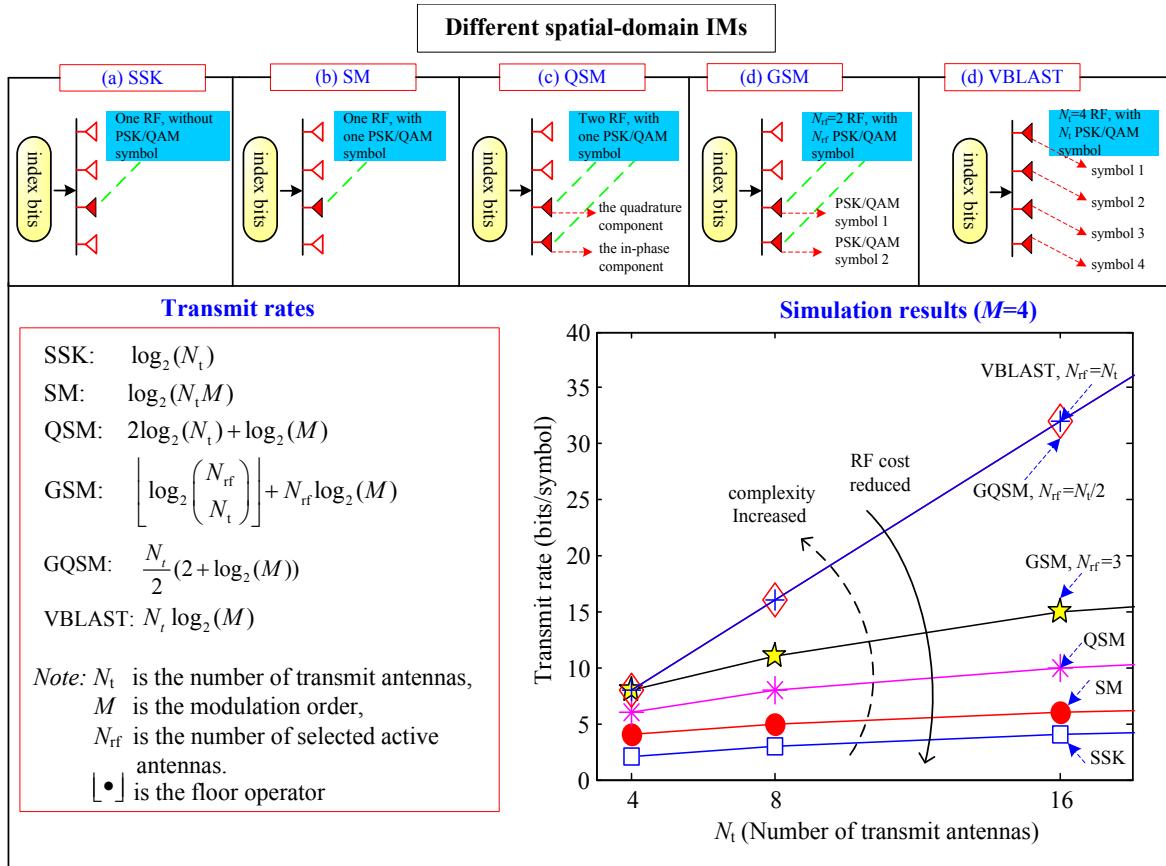 Different spatial-domain IMs
(a) SSK
(b) SM
(c) QSM
(d) GSM
(d) VBLAST
index bits
One RF, without
PSK/QAM
symbol
index bits
One RF, with
one PSK/QAM
symbol
index bits
Two RF, with
one PSK/QAM
symbol
the quadrature
component
the in-phase
component
index bits
Nrf=2 RF, with
Nrf PSK/QAM
symbol
PSK/QAM
symbol 1
PSK/QAM
symbol 2
index bits
Nt=4 RF, with
Nt PSK/QAM
symbol
symbol 1
symbol 2
symbol 3
symbol 4
Transmit rates
SSK: log2(Nt)
SM: log2(NtM)
QSM: 2log2(Nt)+log2(M)
GSM: ⌊log2(Nrf Nt)⌋+Nrf log2(M)
GQSM: Nt/2 (2+log2(M))
VBLAST: Nt log2(M)
Note: Nt is the number of transmit antennas,
M is the modulation order,
Nrf is the number of selected active
antennas.
⌊•⌋ is the floor operator
Simulation results (M=4)
Transmit rate (bits/symbol)
40
35
30
25
20
15
10
5
0
4
8
16
Nt (Number of transmit antennas)
VBLAST, Nrf=Nt
RF cost
reduced
complexity
Increased
GQSM, Nrf=Nt/2
GSM, Nrf=3
QSM
SM
SSK